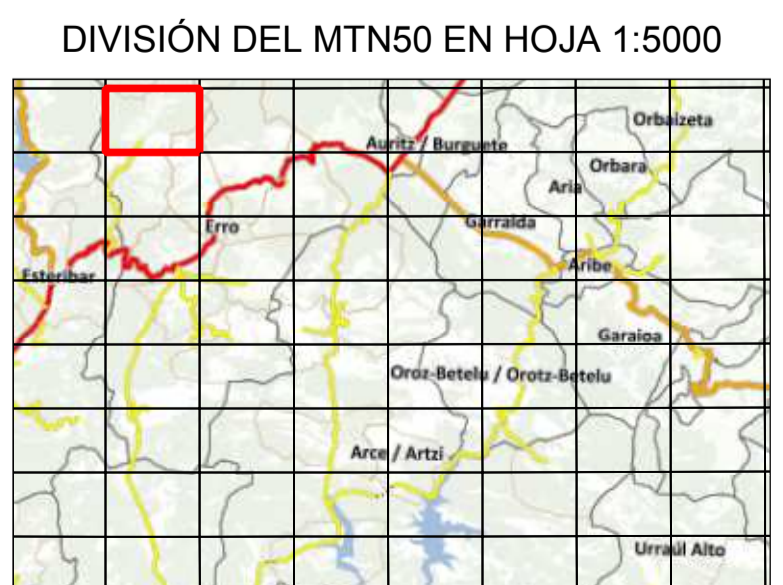 DIVISIÓN DEL MTN50 EN HOJA 1:5000
Orbaizeta
Auritz / Burguete
Orbara
Aria
Garralda
Erro
Aribe
Esteribar
Garaioa
Oroz-Betelu / Orotz-Betelu
Arce / Artzi
Urraúl Alto